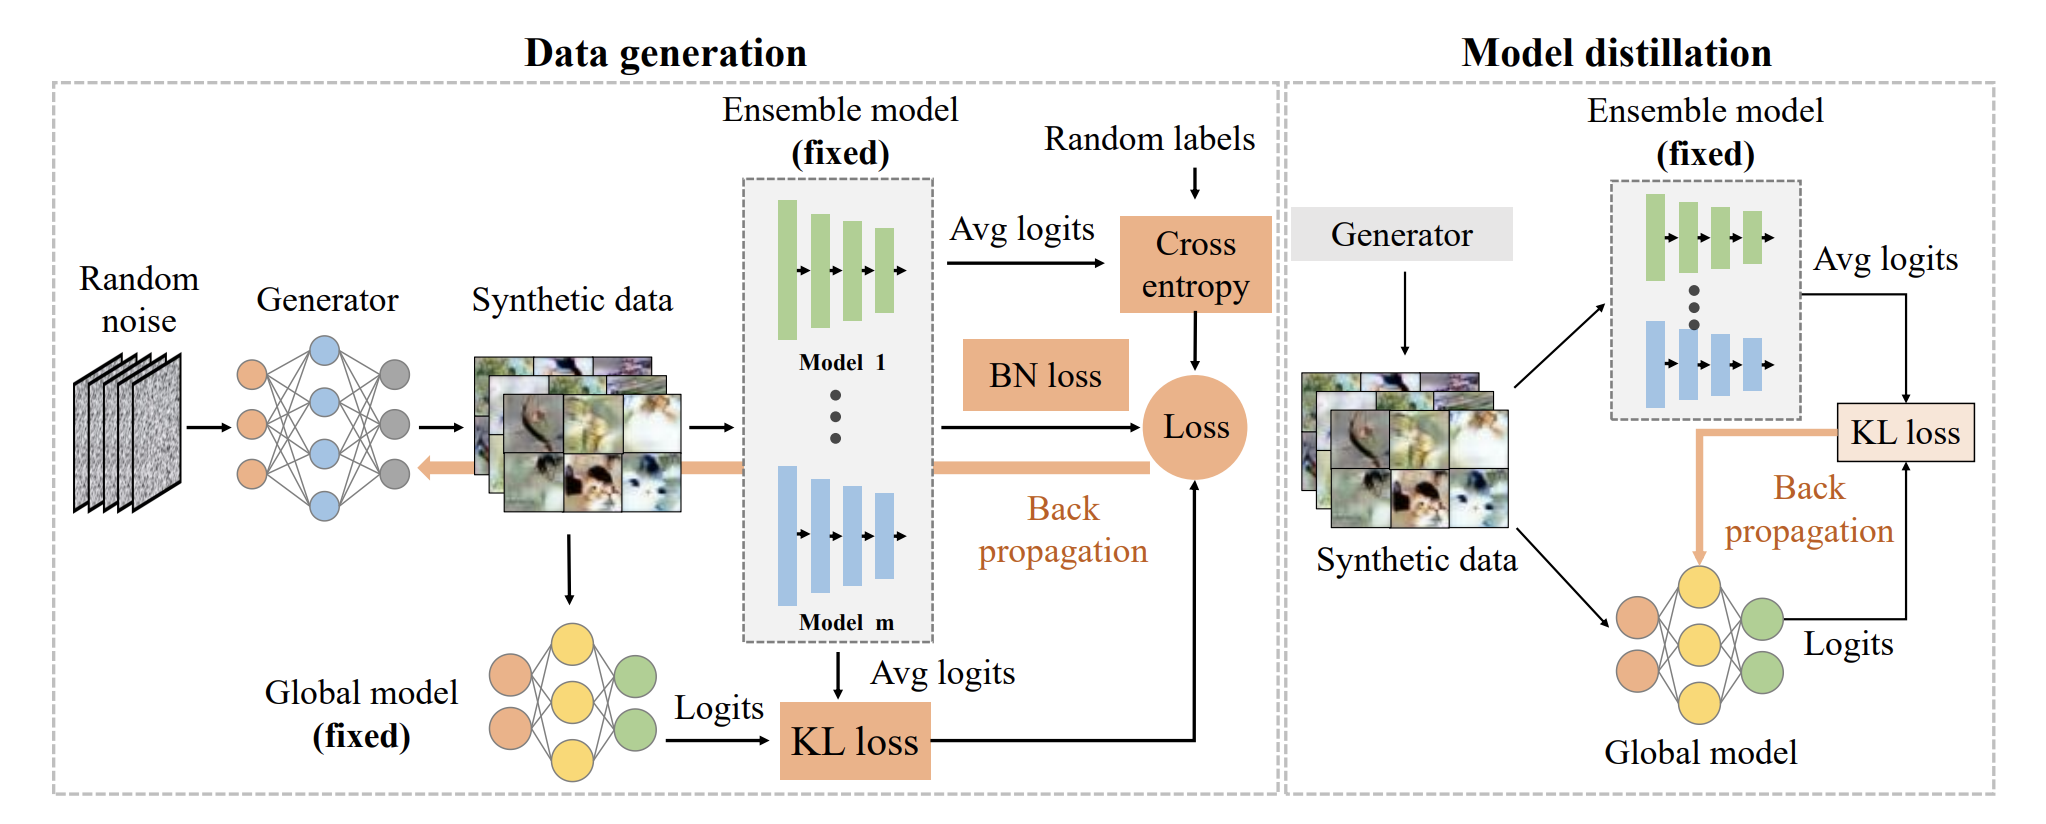 Data generation
Random
noise
Generator
Synthetic data
Ensemble model
(fixed)
Model 1
Model m
Avg logits
Random labels
Cross
entropy
BN loss
Loss
Back
propagation
Global model
(fixed)
Logits
Avg logits
KL loss
Model distillation
Generator
Synthetic data
Ensemble model
(fixed)
Avg logits
KL loss
Back
propagation
Logits
Global model